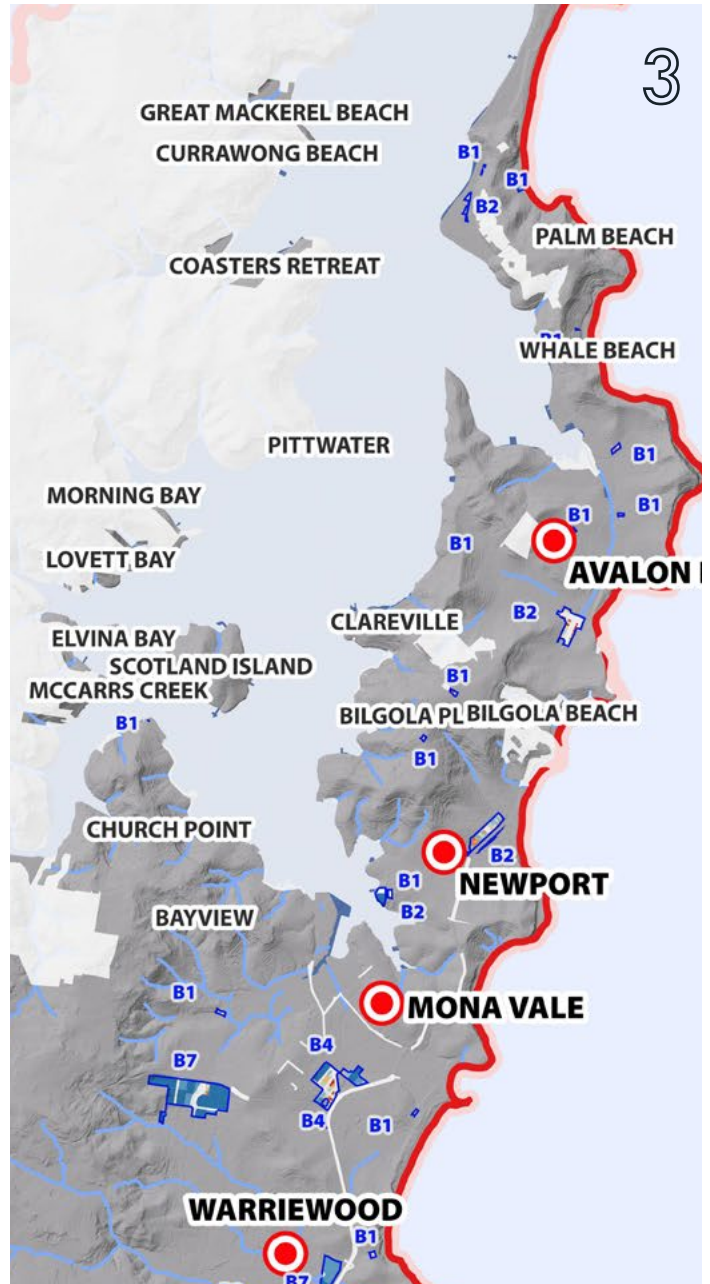 3
GREAT MACKEREL BEACH
B1
CURRAWONG BEACH
B1
B2
PALM BEACH
COASTERS RETREAT
B1
WHALE BEACH
PITTWATER
B1
MORNING BAY
B1
B1
B1
LOVETT BAY
AVALON
B2
CLAREVILLE
ELVINA BAY
SCOTLAND ISLAND
B1
MCCARRS CREEK
B1
BILGOLA PL
BILGOLA BEACH
B1
CHURCH POINT
B2
B1
NEWPORT
B2
BAYVIEW
B1
MONA VALE
B4
B7
B4
B1
WARRIEWOOD
B1
B7